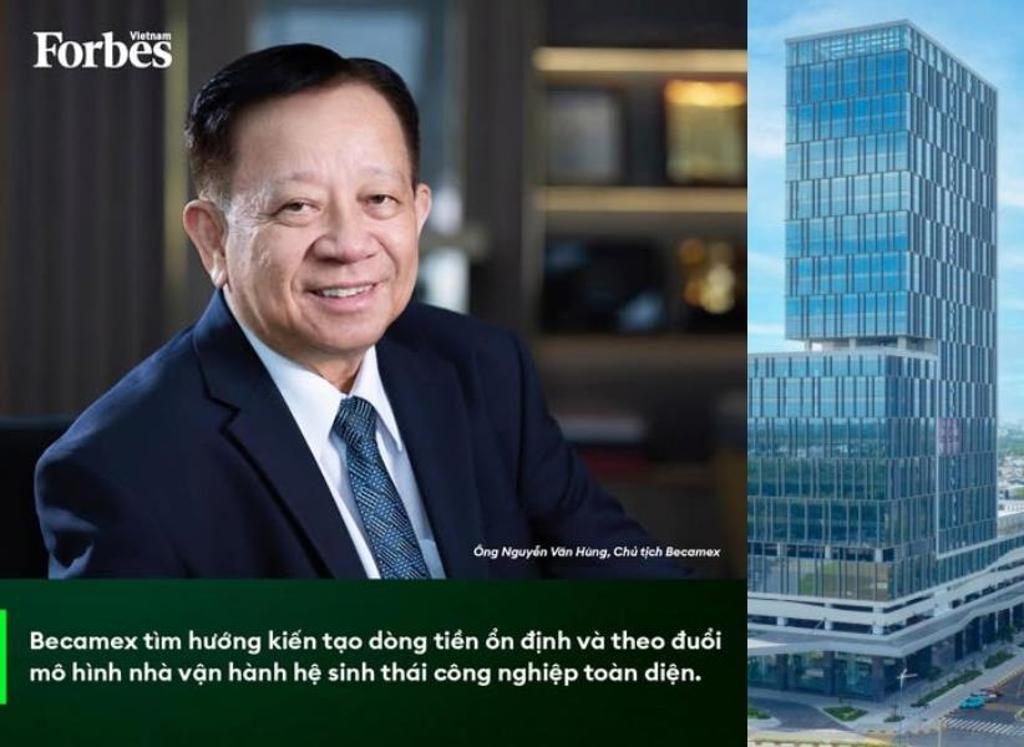 Forbes
Vietnam
Ông Nguyễn Văn Hùng, Chủ tịch Becamex
Becamex tìm hướng kiến tạo dòng tiền ổn định và theo đuổi
mô hình nhà vận hành hệ sinh thái công nghiệp toàn diện.